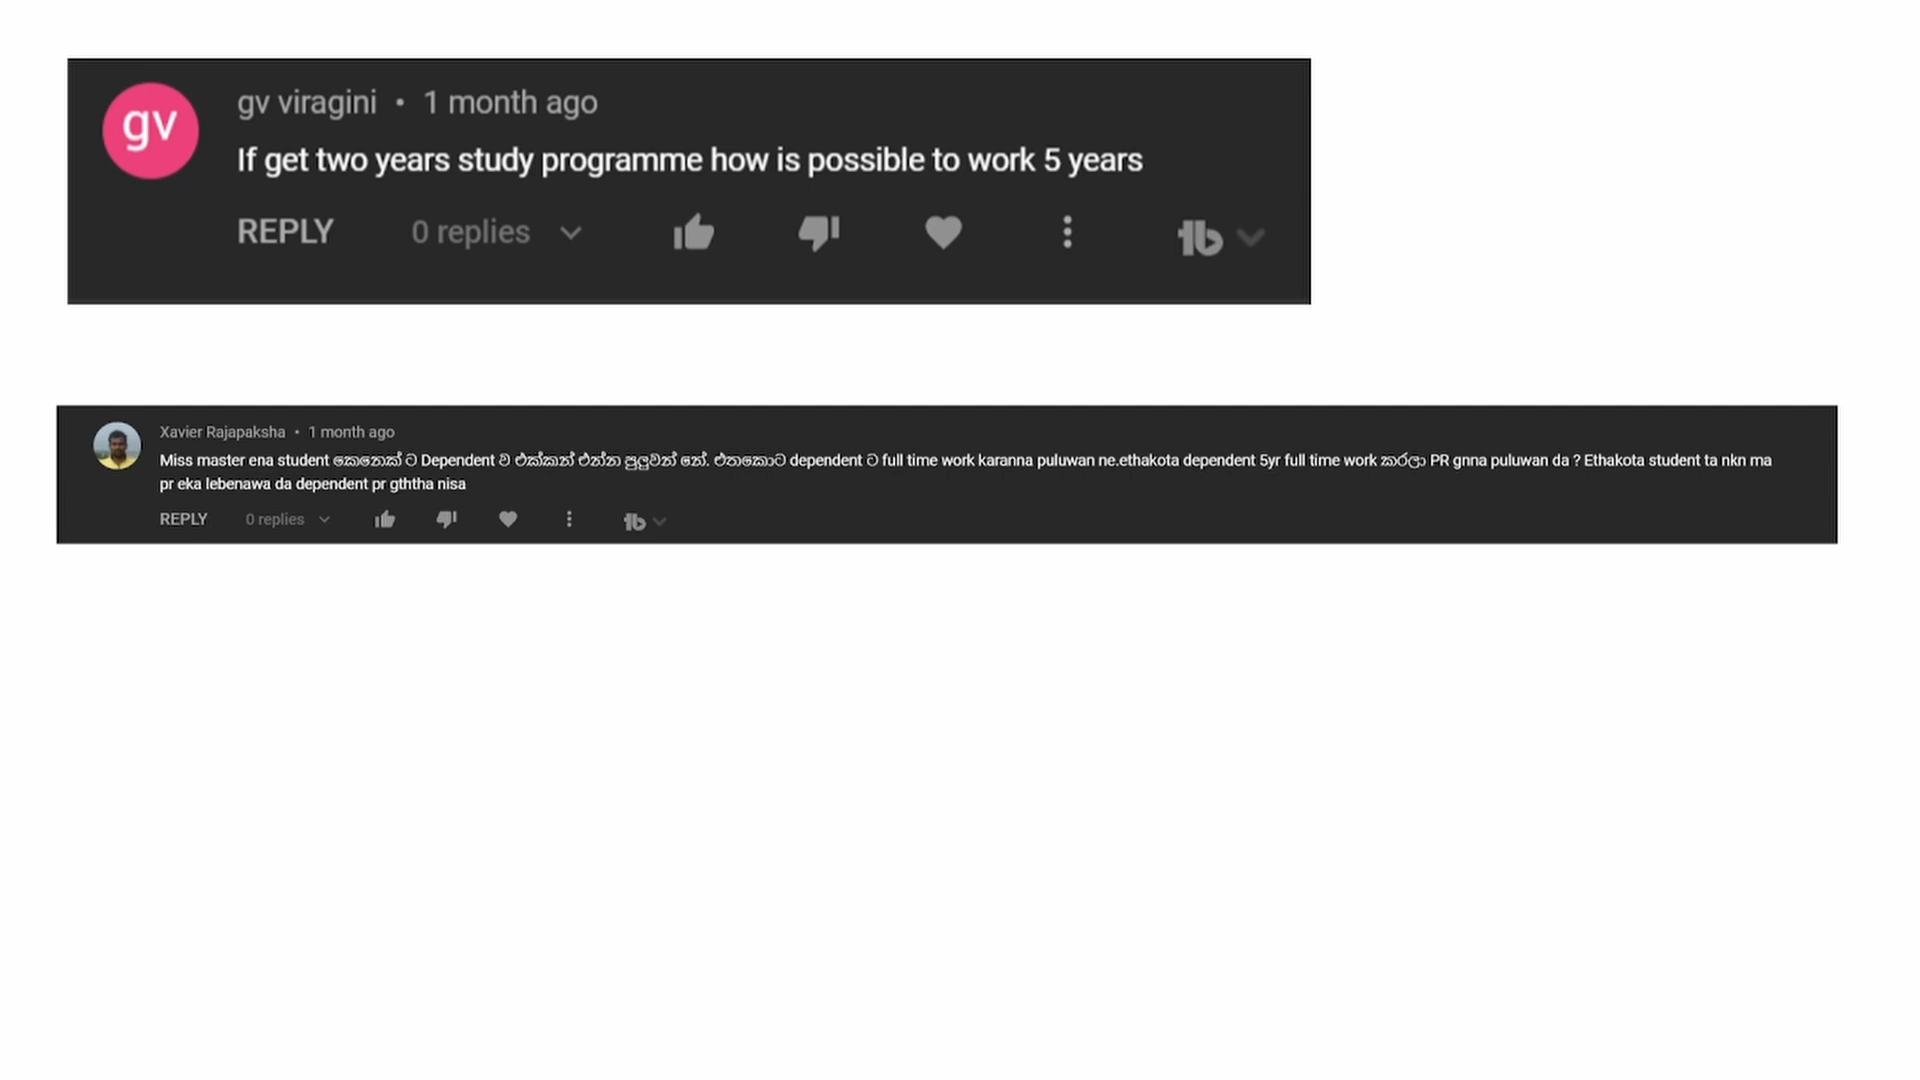 gv
gv viragini • 1 month ago
If get two years study programme how is possible to work 5 years
REPLY 0 replies
Xavier Rajapaksha • 1 month ago
Miss master ena student කෙනෙක් ට Dependent ව එක්කන් එන්න පුලුවන් නේ. එතකොට dependent ට full time work karanna puluwan ne.ethakota dependent 5yr full time work කරලා PR gnna puluwan da ? Ethakota student ta nkn ma
pr eka lebenawa da dependent pr gththa nisa
REPLY 0 replies